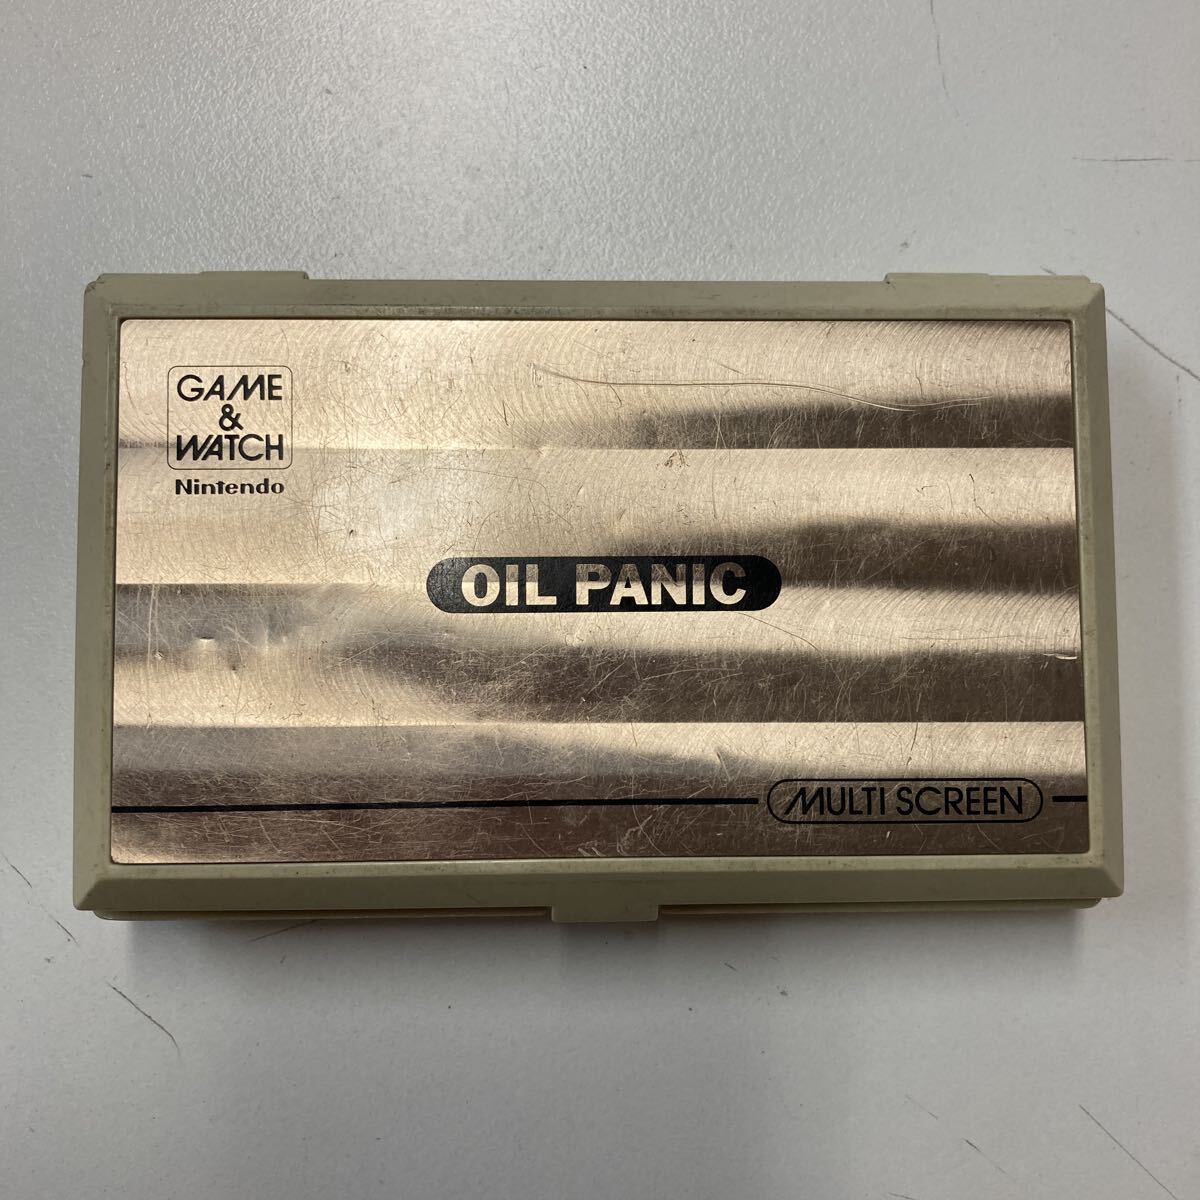 GAME
&
WATCH
Nintendo
OIL PANIC
MULTI SCREEN